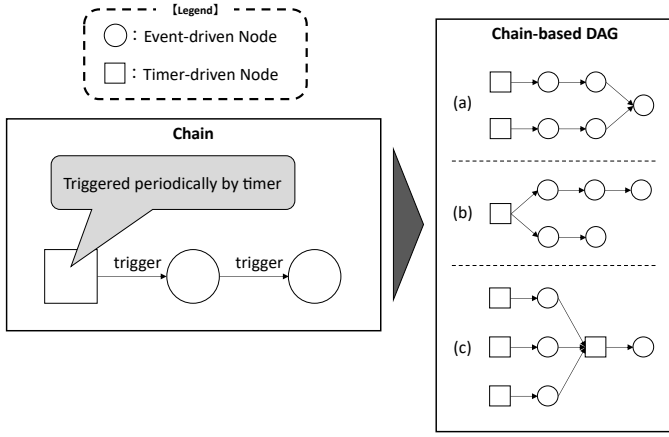 【Legend】
: Event-driven Node
: Timer-driven Node
Chain
Triggered periodically by timer
trigger
trigger
Chain-based DAG
(a)
(b)
(c)